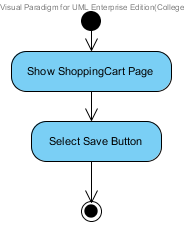 Visual Paradigm for UML Enterprise Edition(College
Show ShoppingCart Page
Select Save Button